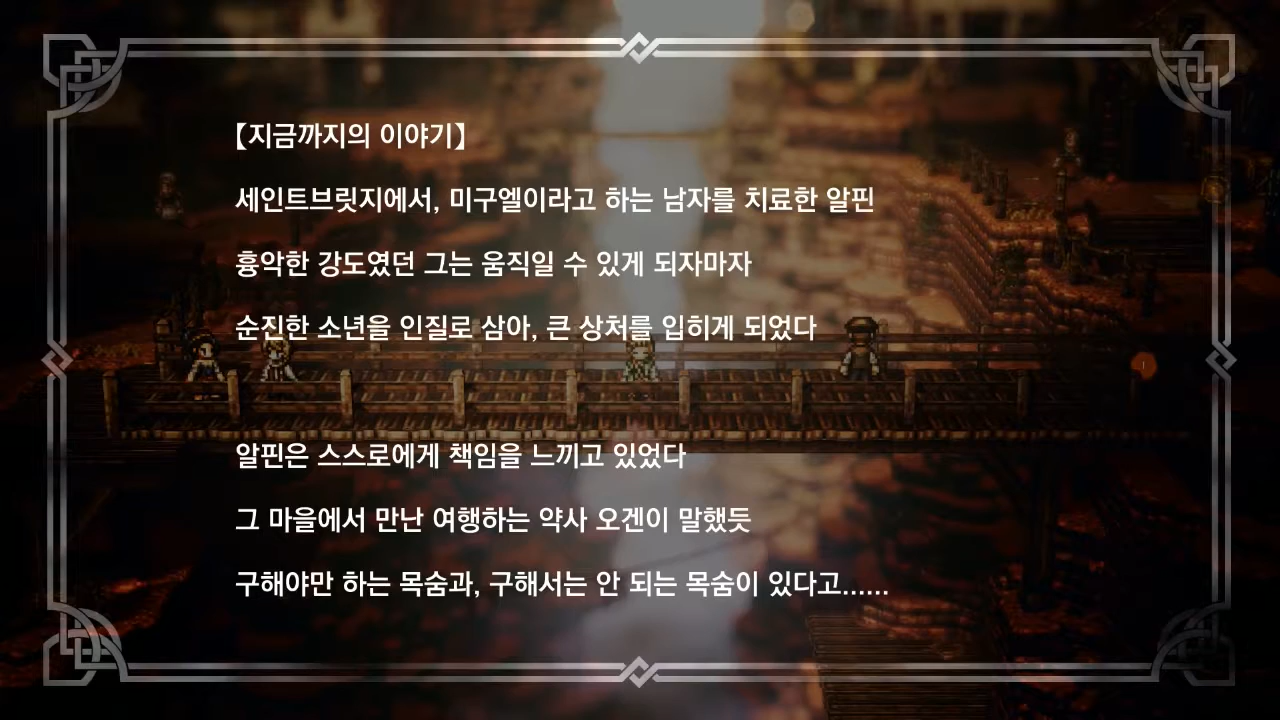 【지금까지의 이야기】
세인트브릿지에서, 미구엘이라고 하는 남자를 치료한 알핀
흉악한 강도였던 그는 움직일 수 있게 되자마자
순진한 소년을 인질로 삼아, 큰 상처를 입히게 되었다
알핀은 스스로에게 책임을 느끼고 있었다
그 마을에서 만난 여행하는 약사 오겐이 말했듯
구해야만 하는 목숨과, 구해서는 안 되는 목숨이 있다고......